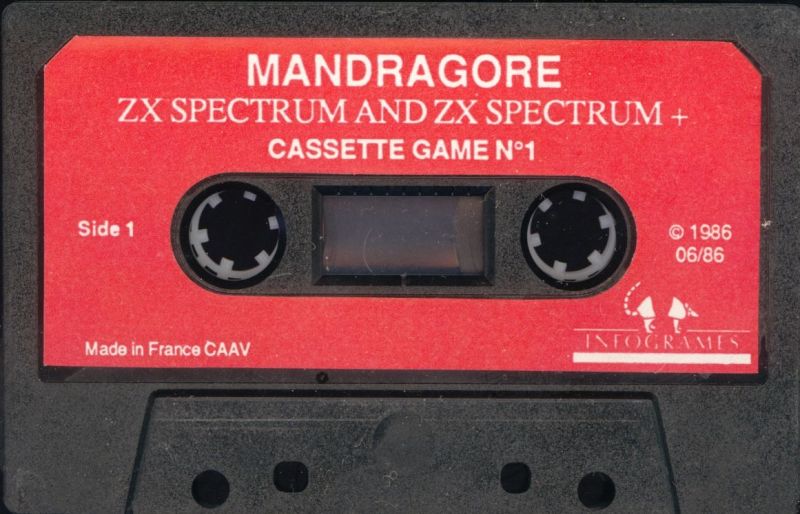 MANDRAGORE
ZX SPECTRUM AND ZX SPECTRUM +
CASSETTE GAME N°1
Side 1
© 1986
06/86
INFOGRAMES
Made in France CAAV